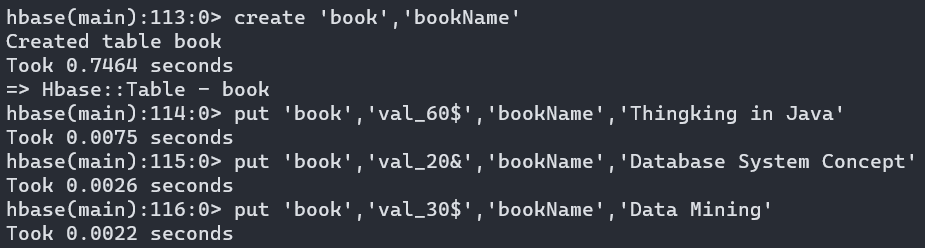 hbase(main):113:0> create 'book','bookName'
Created table book
Took 0.7464 seconds
=> Hbase::Table - book
hbase(main):114:0> put 'book','val_60$','bookName','Thingking in Java'
Took 0.0075 seconds
hbase(main):115:0> put 'book','val_20&','bookName','Database System Concept'
Took 0.0026 seconds
hbase(main):116:0> put 'book','val_30$','bookName','Data Mining'
Took 0.0022 seconds